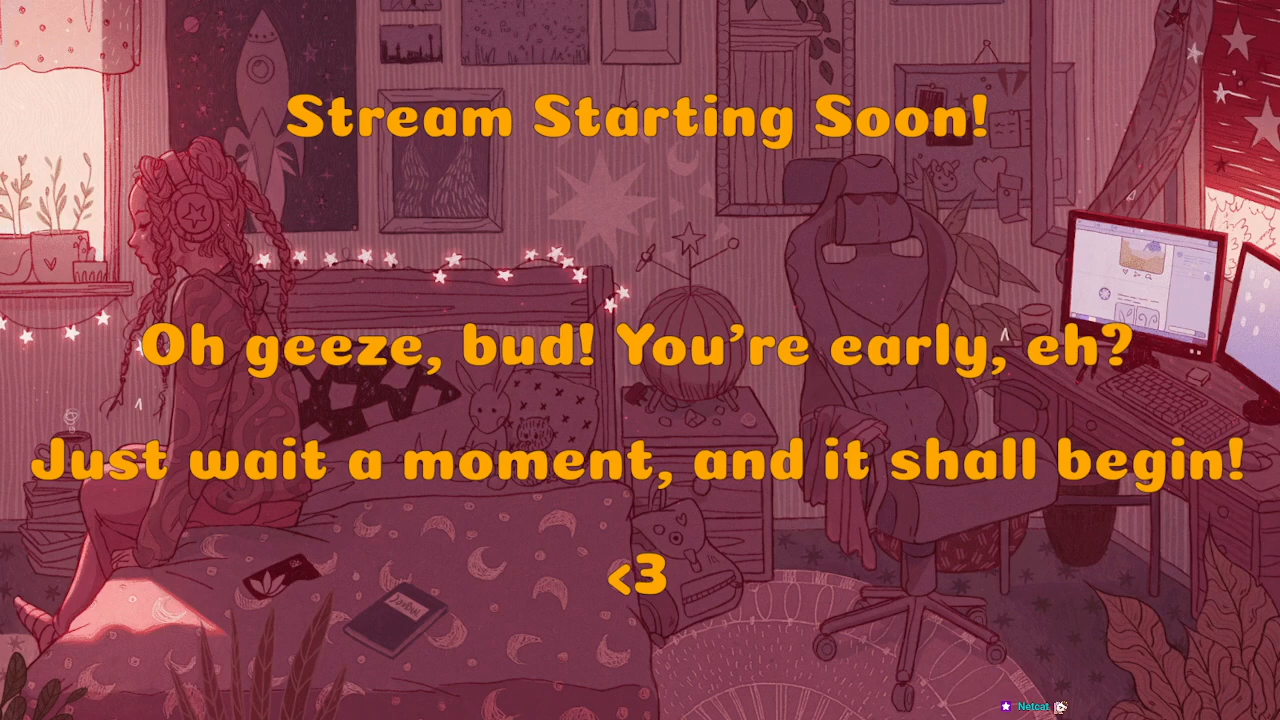 Stream Starting Soon!
Oh geeze, bud! You're early, eh?
Just wait a moment, and it shall begin!
<3
Netcat